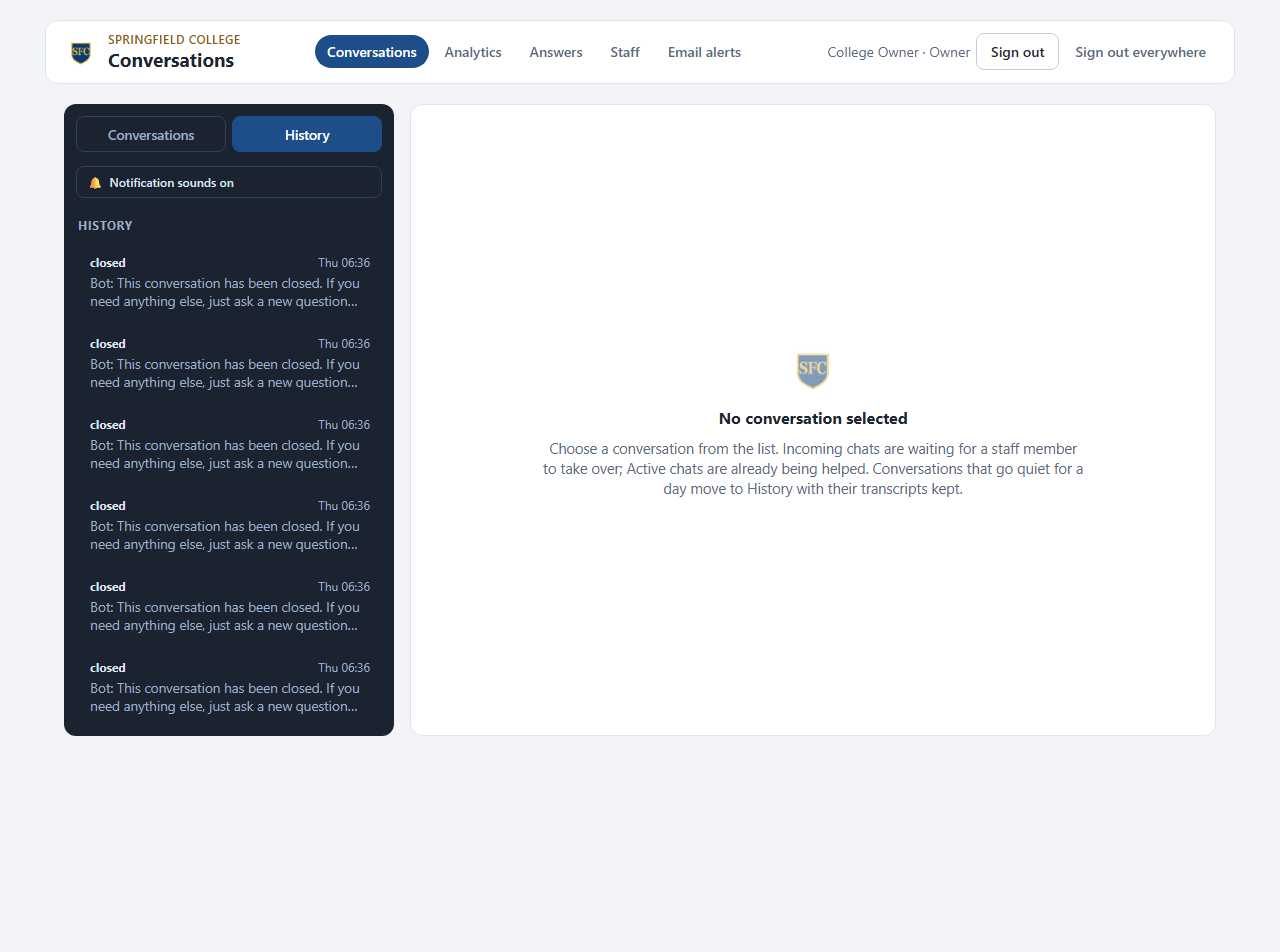 SFC
SPRINGFIELD COLLEGE
Conversations
Conversations
Analytics
Answers
Staff
Email alerts
College Owner · Owner
Sign out
Sign out everywhere
Conversations
History
Notification sounds on
HISTORY
closed
Thu 06:36
Bot: This conversation has been closed. If you
need anything else, just ask a new question...
closed
Thu 06:36
Bot: This conversation has been closed. If you
need anything else, just ask a new question...
closed
Thu 06:36
Bot: This conversation has been closed. If you
need anything else, just ask a new question...
closed
Thu 06:36
Bot: This conversation has been closed. If you
need anything else, just ask a new question...
closed
Thu 06:36
Bot: This conversation has been closed. If you
need anything else, just ask a new question...
closed
Thu 06:36
Bot: This conversation has been closed. If you
need anything else, just ask a new question...
SFC
No conversation selected
Choose a conversation from the list. Incoming chats are waiting for a staff member
to take over; Active chats are already being helped. Conversations that go quiet for a
day move to History with their transcripts kept.